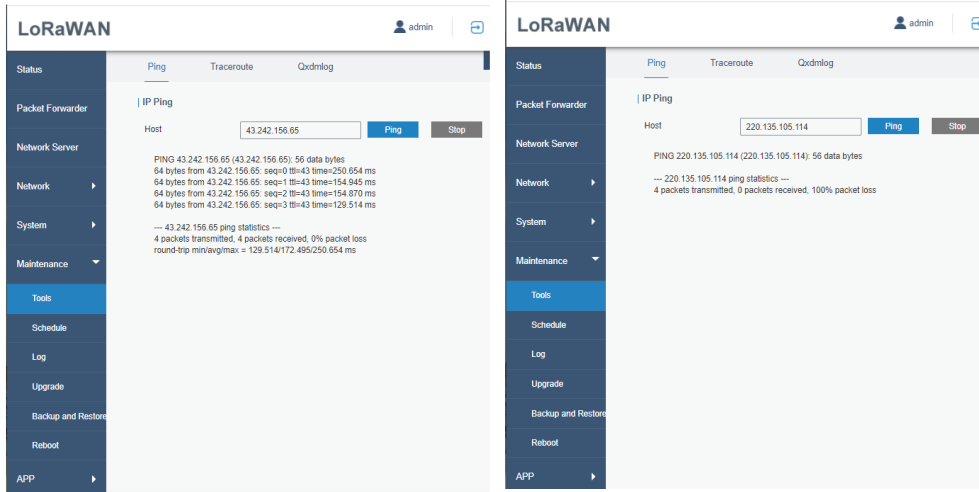 LoRaWAN
admin
Status
Packet Forwarder
Network Server
Network
System
Maintenance
Tools
Schedule
Log
Upgrade
Backup and Restore
Reboot
APP
Ping Traceroute Qxdmlog
IP Ping
Host 43.242.156.65 Ping Stop
PING 43.242.156.65 (43.242.156.65): 56 data bytes
64 bytes from 43.242.156.65: seq=0 ttl=43 time=250.654 ms
64 bytes from 43.242.156.65: seq=1 ttl=43 time=154.945 ms
64 bytes from 43.242.156.65: seq=2 ttl=43 time=154.870 ms
64 bytes from 43.242.156.65: seq=3 ttl=43 time=129.514 ms
--- 43.242.156.65 ping statistics ---
4 packets transmitted, 4 packets received, 0% packet loss
round-trip min/avg/max = 129.514/172.495/250.654 ms
LoRaWAN
admin
Status
Packet Forwarder
Network Server
Network
System
Maintenance
Tools
Schedule
Log
Upgrade
Backup and Restore
Reboot
APP
Ping Traceroute Qxdmlog
IP Ping
Host 220.135.105.114 Ping Stop
PING 220.135.105.114 (220.135.105.114): 56 data bytes
--- 220.135.105.114 ping statistics ---
4 packets transmitted, 0 packets received, 100% packet loss